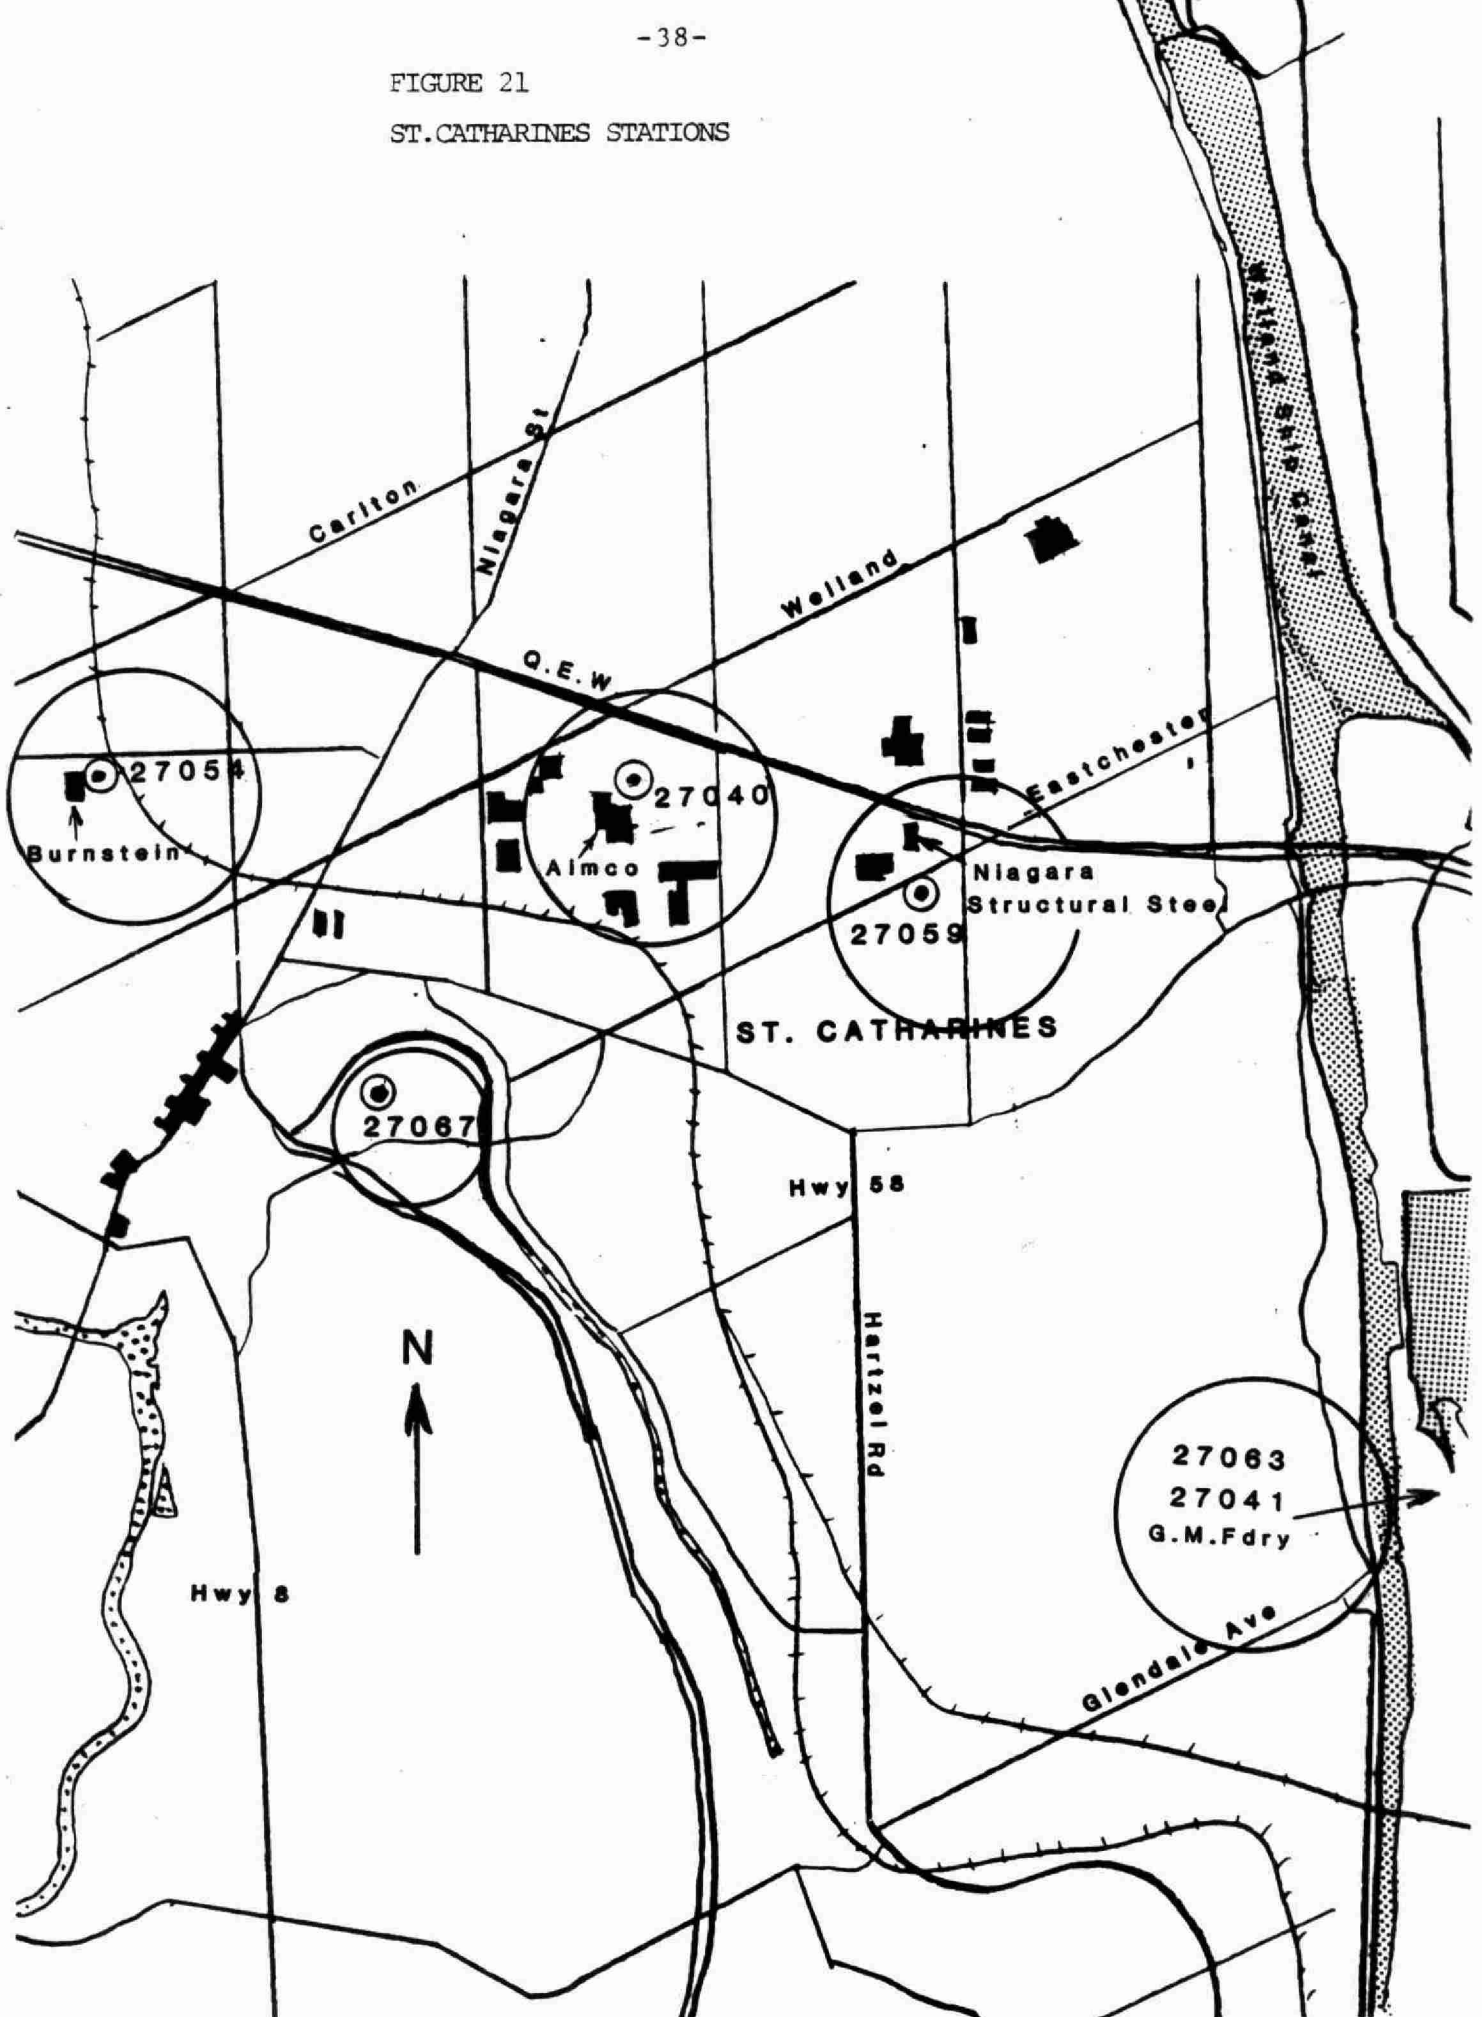 -38-
FIGURE 21
ST.CATHARINES STATIONS
Welland Ship Canal
Carlton
Niagara St
Welland
Q.E.W
Eastchester
27054
Burnstein
27040
Aimco
Niagara
Structural Steel
27059
ST. CATHARINES
27067
Hwy 58
N
Hartzel Rd
27063
27041
G.M.Fdry
Hwy 8
Glendale Ave